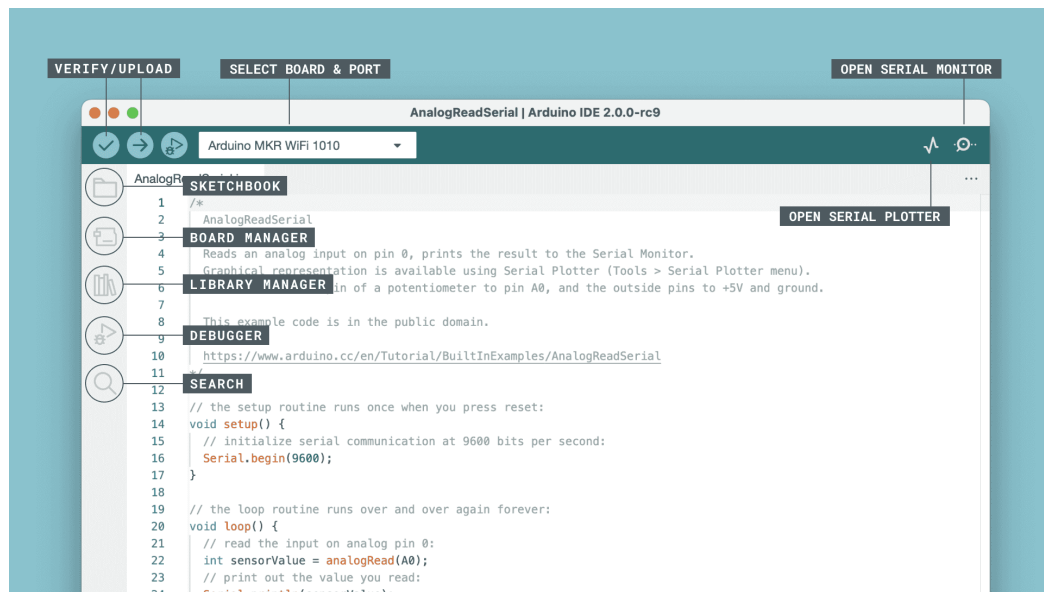 VERIFY/UPLOAD
SELECT BOARD & PORT
OPEN SERIAL MONITOR
AnalogReadSerial | Arduino IDE 2.0.0-rc9
Arduino MKR WiFi 1010
SKETCHBOOK
OPEN SERIAL PLOTTER
BOARD MANAGER
LIBRARY MANAGER
DEBUGGER
SEARCH
1 /*
2 AnalogReadSerial
3
4 Reads an analog input on pin 0, prints the result to the Serial Monitor.
5 Graphical representation is available using Serial Plotter (Tools > Serial Plotter menu).
6 of a potentiometer to pin A0, and the outside pins to +5V and ground.
7
8 This example code is in the public domain.
9
10 https://www.arduino.cc/en/Tutorial/BuiltInExamples/AnalogReadSerial
11 */
12
13 // the setup routine runs once when you press reset:
14 void setup() {
15 // initialize serial communication at 9600 bits per second:
16 Serial.begin(9600);
17 }
18
19 // the loop routine runs over and over again forever:
20 void loop() {
21 // read the input on analog pin 0:
22 int sensorValue = analogRead(A0);
23 // print out the value you read: